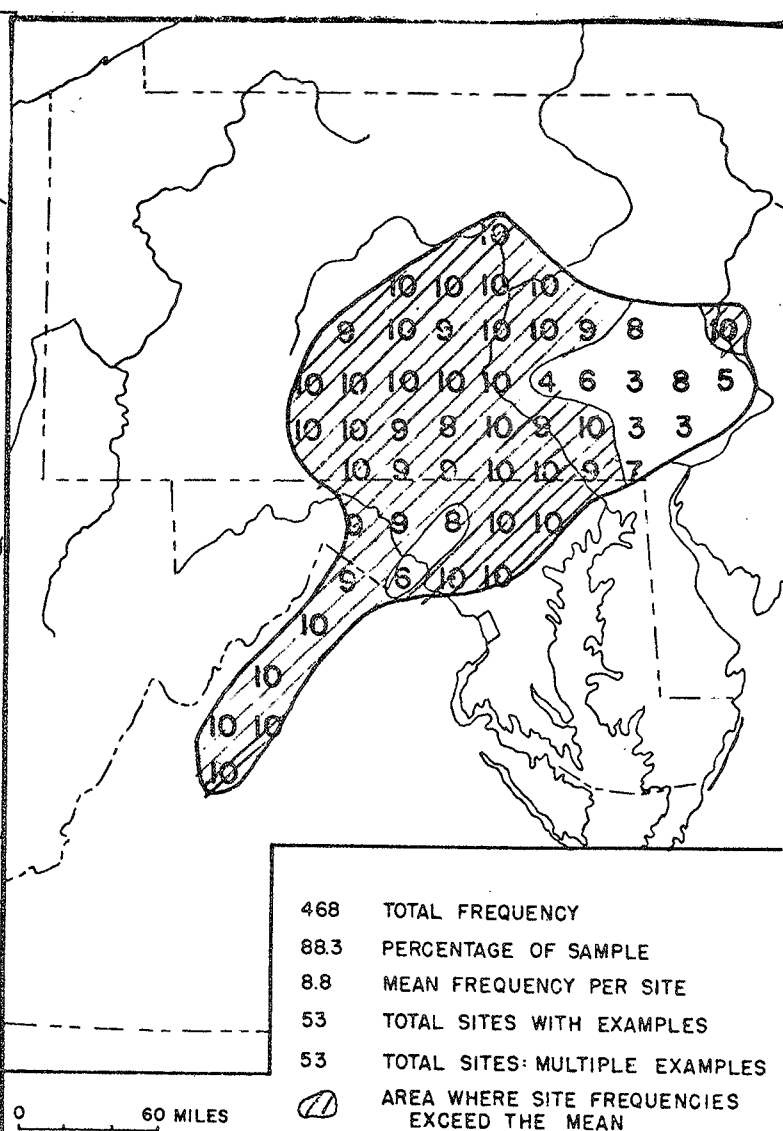 10
10 10 10 10
9 10 9 10 10 9 8 10
10 10 10 10 10 4 6 3 8 5
10 10 9 8 10 9 10 3 3
10 9 9 10 10 9 7
9 9 8 10 10
9 6 10 10
10
10
10 10
10
468 TOTAL FREQUENCY
88.3 PERCENTAGE OF SAMPLE
8.8 MEAN FREQUENCY PER SITE
53 TOTAL SITES WITH EXAMPLES
53 TOTAL SITES: MULTIPLE EXAMPLES
AREA WHERE SITE FREQUENCIES
EXCEED THE MEAN
0 60 MILES